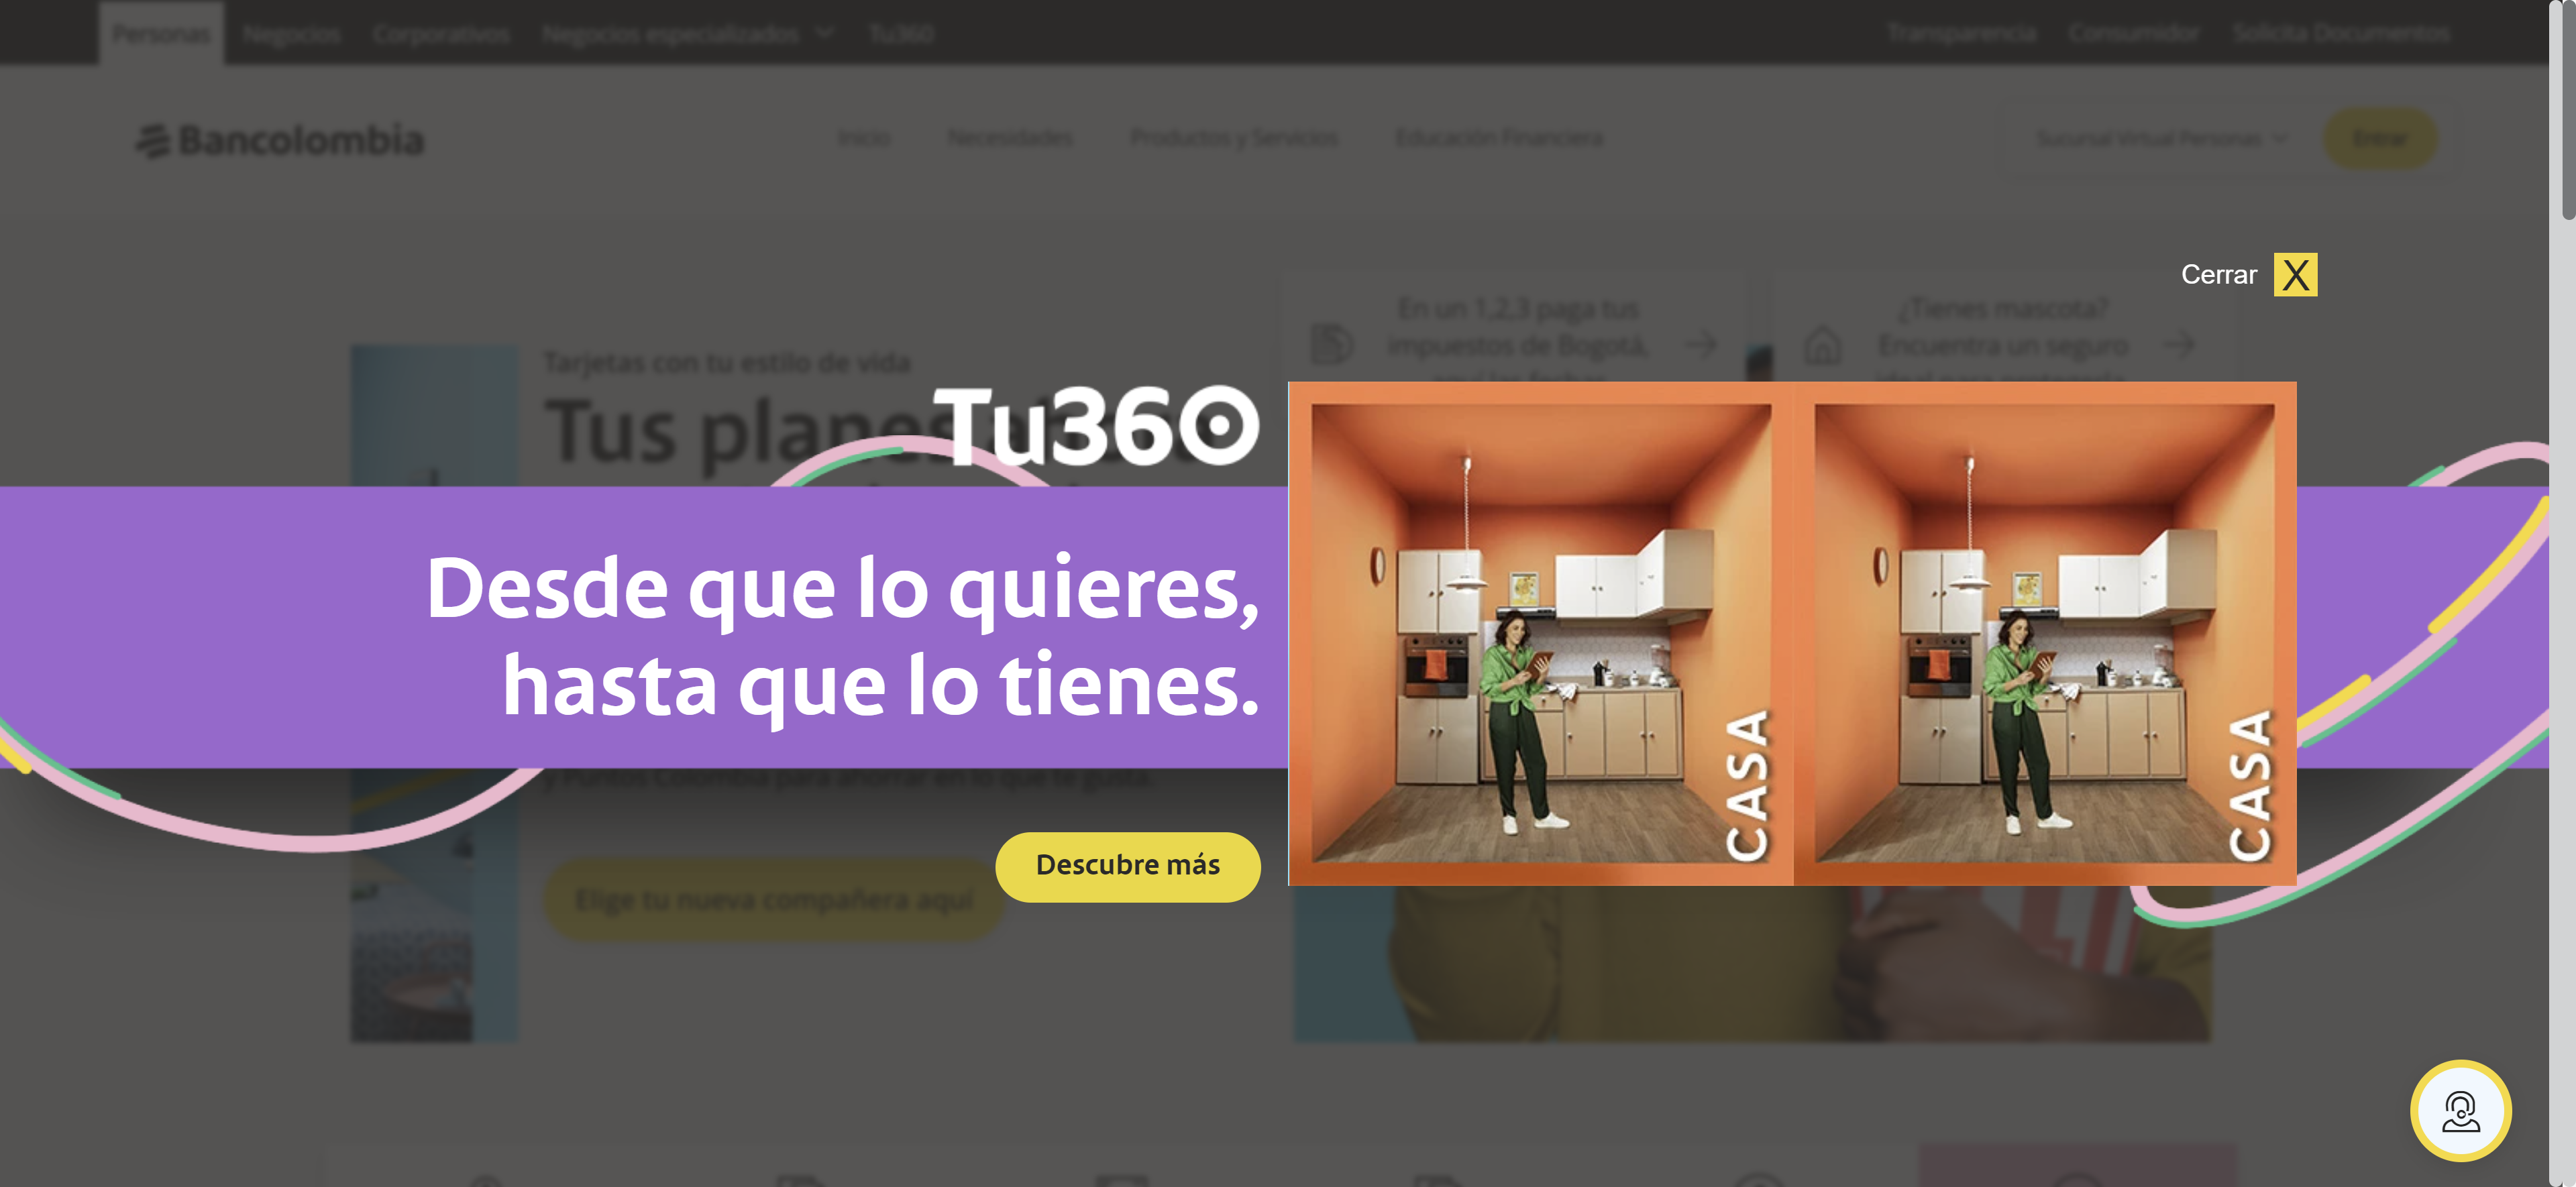 Personas
Negocios
Corporativos
Negocios especializados
Tu360
Transparencia
Consumidor
Solicita Documentos
Bancolombia
Inicio
Necesidades
Productos y Servicios
Educación Financiera
Sucursal Virtual Personas
Entrar
Cerrar X
En un 1,2,3 paga tus
impuestos de Bogotá,
¿Tienes mascota?
Encuentra un seguro
Tarjetas con tu estilo de vida
Tus planes
Tu360
Desde que lo quieres,
hasta que lo tienes.
y Puntos Colombia para ahorrar en lo que te gusta.
Descubre más
Elige tu nueva compañera aquí
CASA
CASA